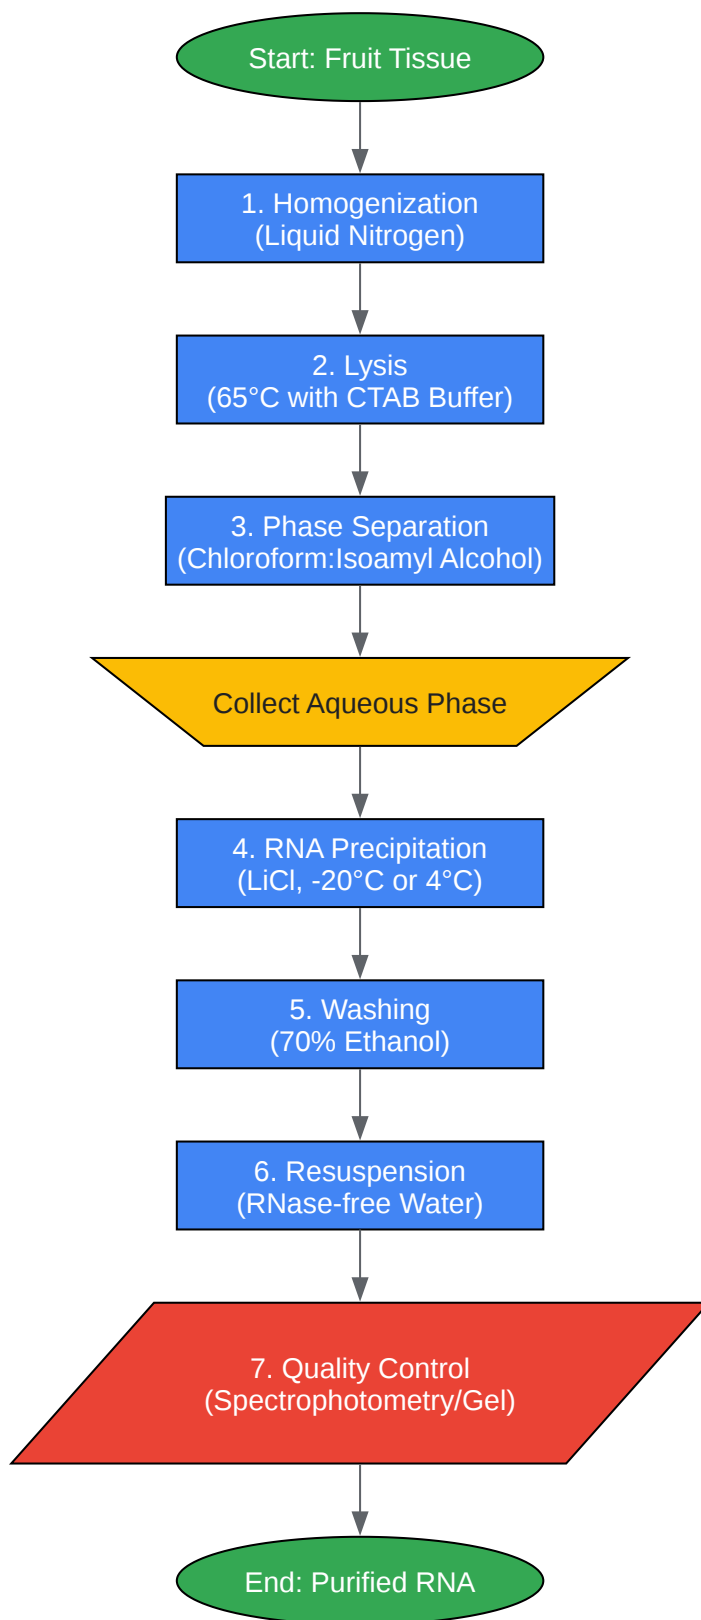 Start: Fruit Tissue
1. Homogenization
(Liquid Nitrogen)
2. Lysis
(65°C with CTAB Buffer)
3. Phase Separation
(Chloroform:Isoamyl Alcohol)
Collect Aqueous Phase
4. RNA Precipitation
(LiCl, -20°C or 4°C)
5. Washing
(70% Ethanol)
6. Resuspension
(RNase-free Water)
7. Quality Control
(Spectrophotometry/Gel)
End: Purified RNA